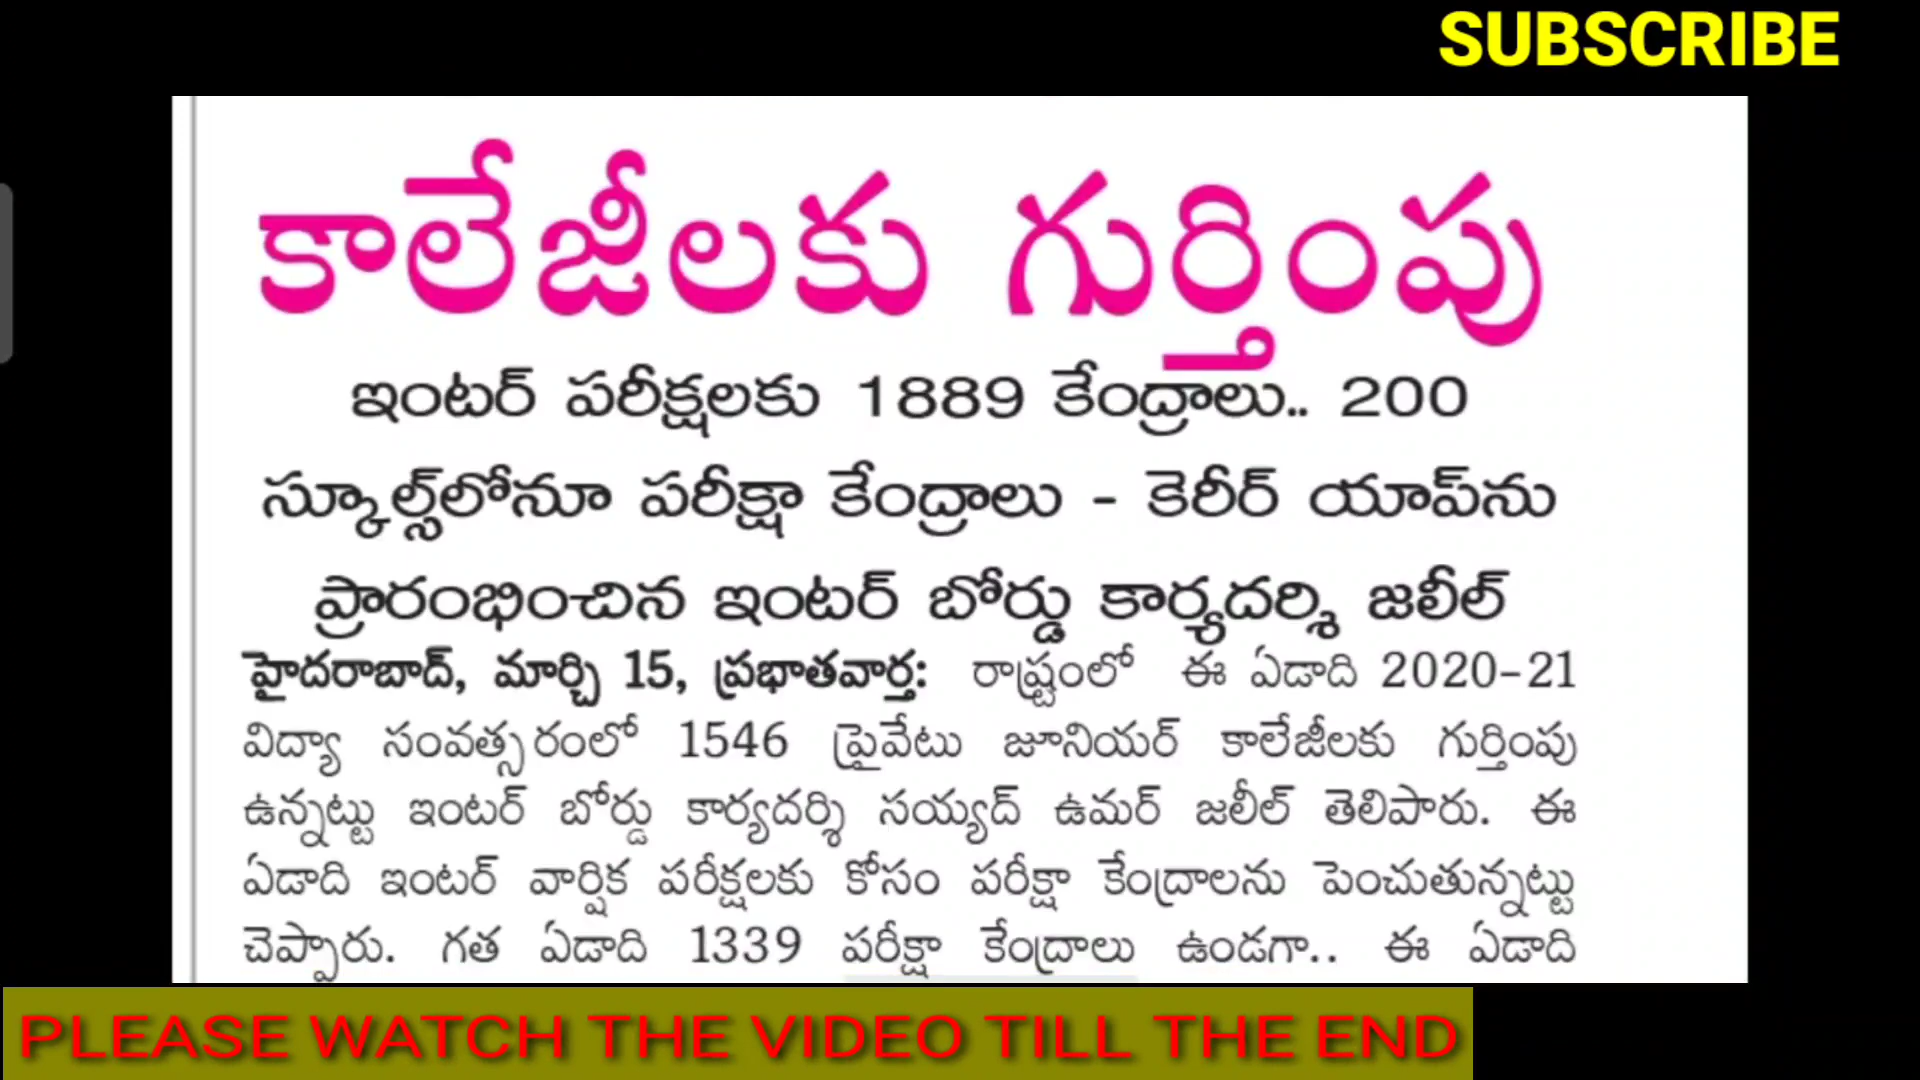 SUBSCRIBE
కాలేజీలకు గుర్తింపు
ఇంటర్ పరీక్షలకు 1889 కేంద్రాలు.. 200
స్కూల్స్‌లోనూ పరీక్షా కేంద్రాలు - కెరీర్ యాప్‌ను
ప్రారంభించిన ఇంటర్ బోర్డు కార్యదర్శి జలీల్
హైదరాబాద్, మార్చి 15, ప్రభాతవార్త: రాష్ట్రంలో ఈ ఏడాది 2020-21
విద్యా సంవత్సరంలో 1546 ప్రైవేటు జూనియర్ కాలేజీలకు గుర్తింపు
ఉన్నట్టు ఇంటర్ బోర్డు కార్యదర్శి సయ్యద్ ఉమర్ జలీల్ తెలిపారు. ఈ
ఏడాది ఇంటర్ వార్షిక పరీక్షలకు కోసం పరీక్షా కేంద్రాలను పెంచుతున్నట్టు
చెప్పారు. గత ఏడాది 1339 పరీక్షా కేంద్రాలు ఉండగా.. ఈ ఏడాది
PLEASE WATCH THE VIDEO TILL THE END